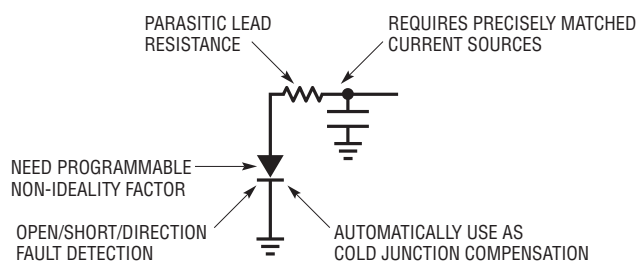 PARASITIC LEAD
RESISTANCE
REQUIRES PRECISELY MATCHED
CURRENT SOURCES
NEED PROGRAMMABLE
NON-IDEALITY FACTOR
OPEN/SHORT/DIRECTION
FAULT DETECTION
AUTOMATICALLY USE AS
COLD JUNCTION COMPENSATION